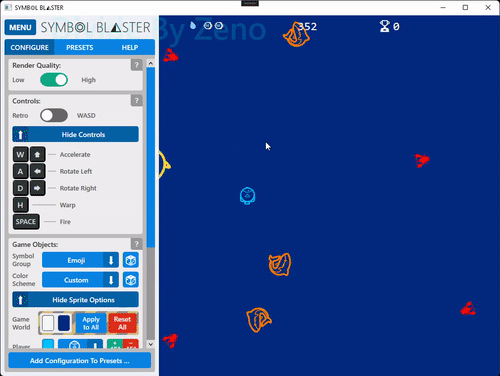 SYMBOL BLASTER
MENU SYMBOL BLASTER
By Zeno
352
0
CONFIGURE PRESETS HELP
Render Quality: ?
Low High
Controls: ?
Retro WASD
Hide Controls
W Accelerate
A Rotate Left
D Rotate Right
H Warp
SPACE Fire
Game Objects: ?
Symbol Group Emoji
Color Scheme Custom
Hide Sprite Options
Game World Apply to All Reset All
Player
Add Configuration To Presets ...